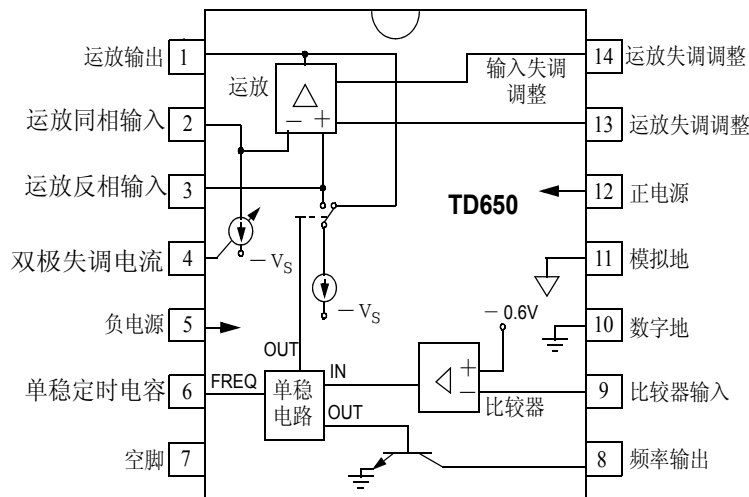 运放输出 1
运放同相输入 2
运放反相输入 3
双极失调电流 4
负电源 5
单稳定时电容 6
空脚 7
14 运放失调调整
13 运放失调调整
12 正电源
11 模拟地
10 数字地
9 比较器输入
8 频率输出
运放
− +
输入失调
调整
TD650
−VS
−VS
−0.6V
OUT
FREQ
单稳
电路
IN
OUT
+
−
比较器